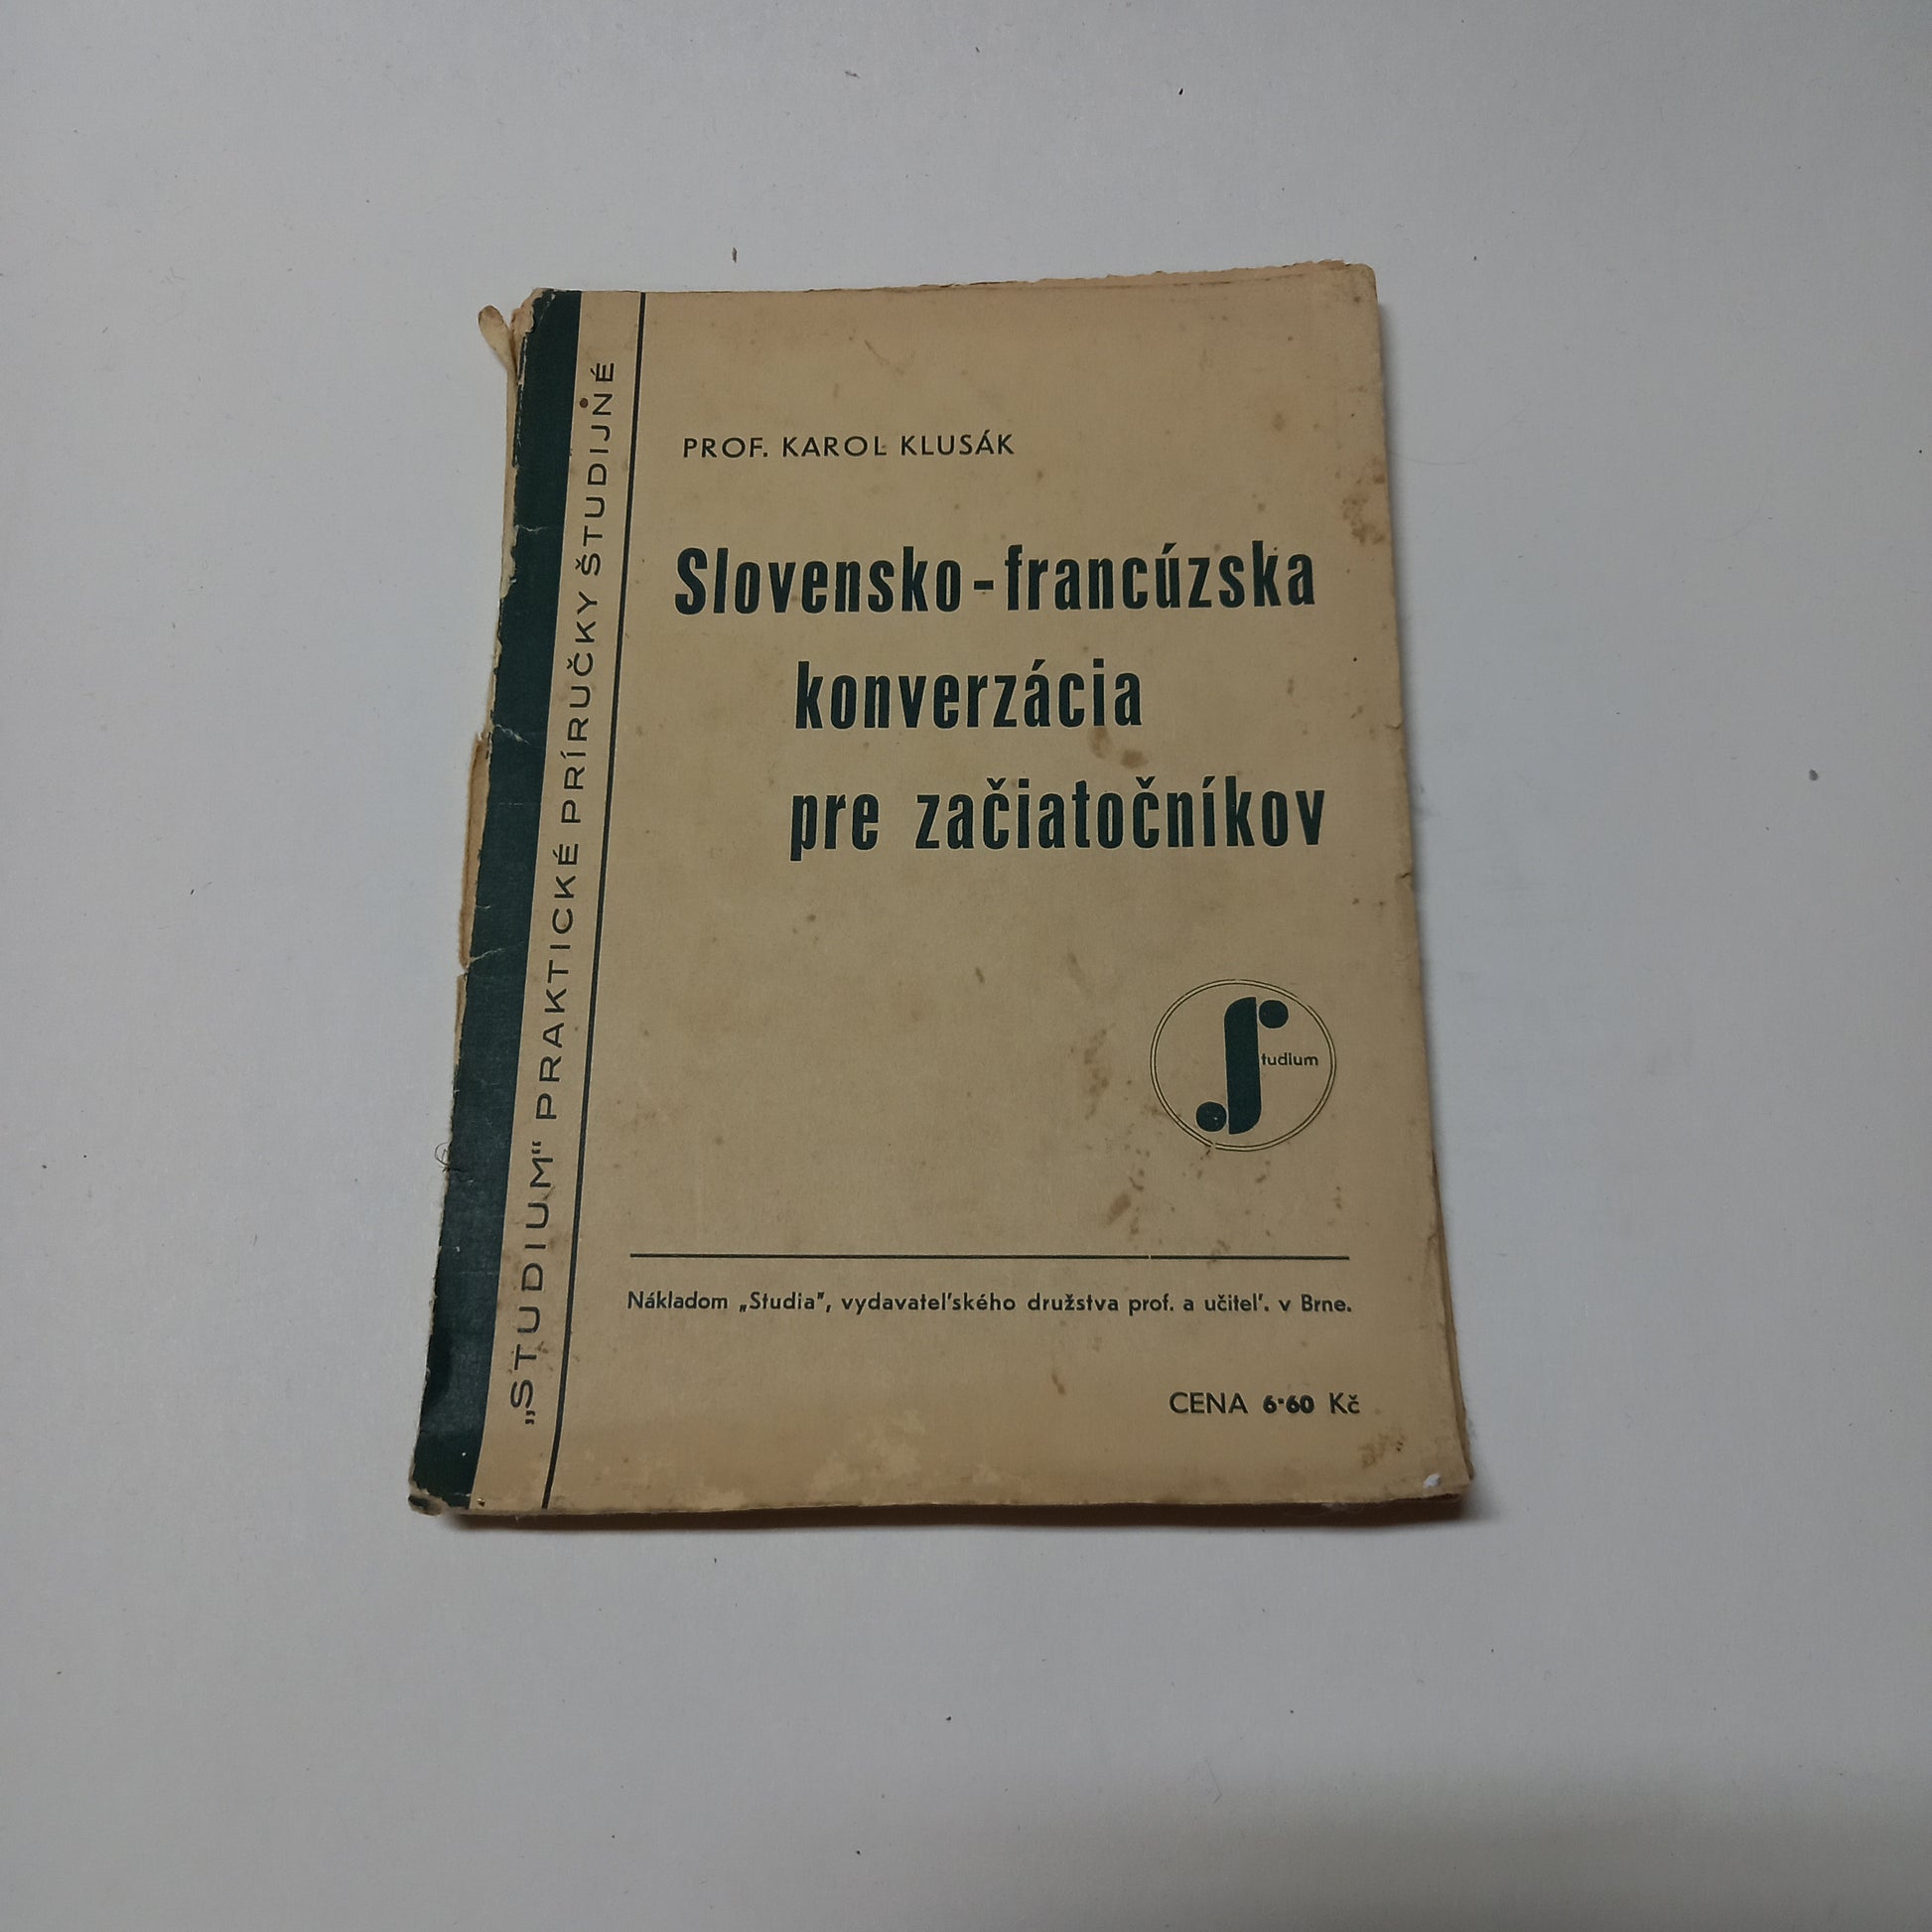 „STUDIUM“ PRAKTICKÉ PRÍRUČKY ŠTUDIJNÉ
PROF. KAROL KLUSÁK
Slovensko-francúzska
konverzácia
pre začiatočníkov
Studium
Nákladom „Studia”, vydavateľského družstva prof. a učiteľ. v Brne.
CENA 6·60 Kč